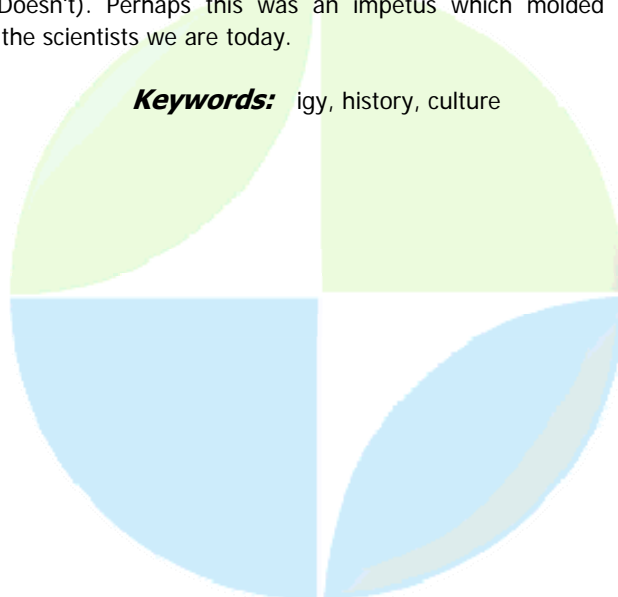 Doesn't). Perhaps this was an impetus which molded
the scientists we are today.
Keywords: igy, history, culture